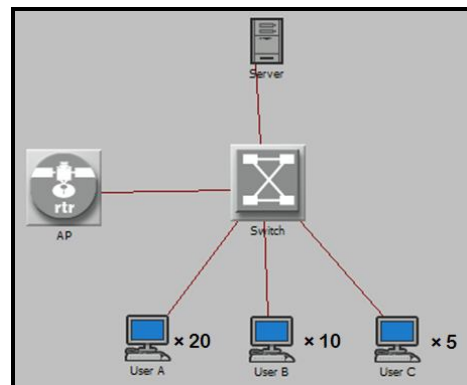 Server
rtr
AP
Switch
× 20
× 10
× 5
User A
User B
User C